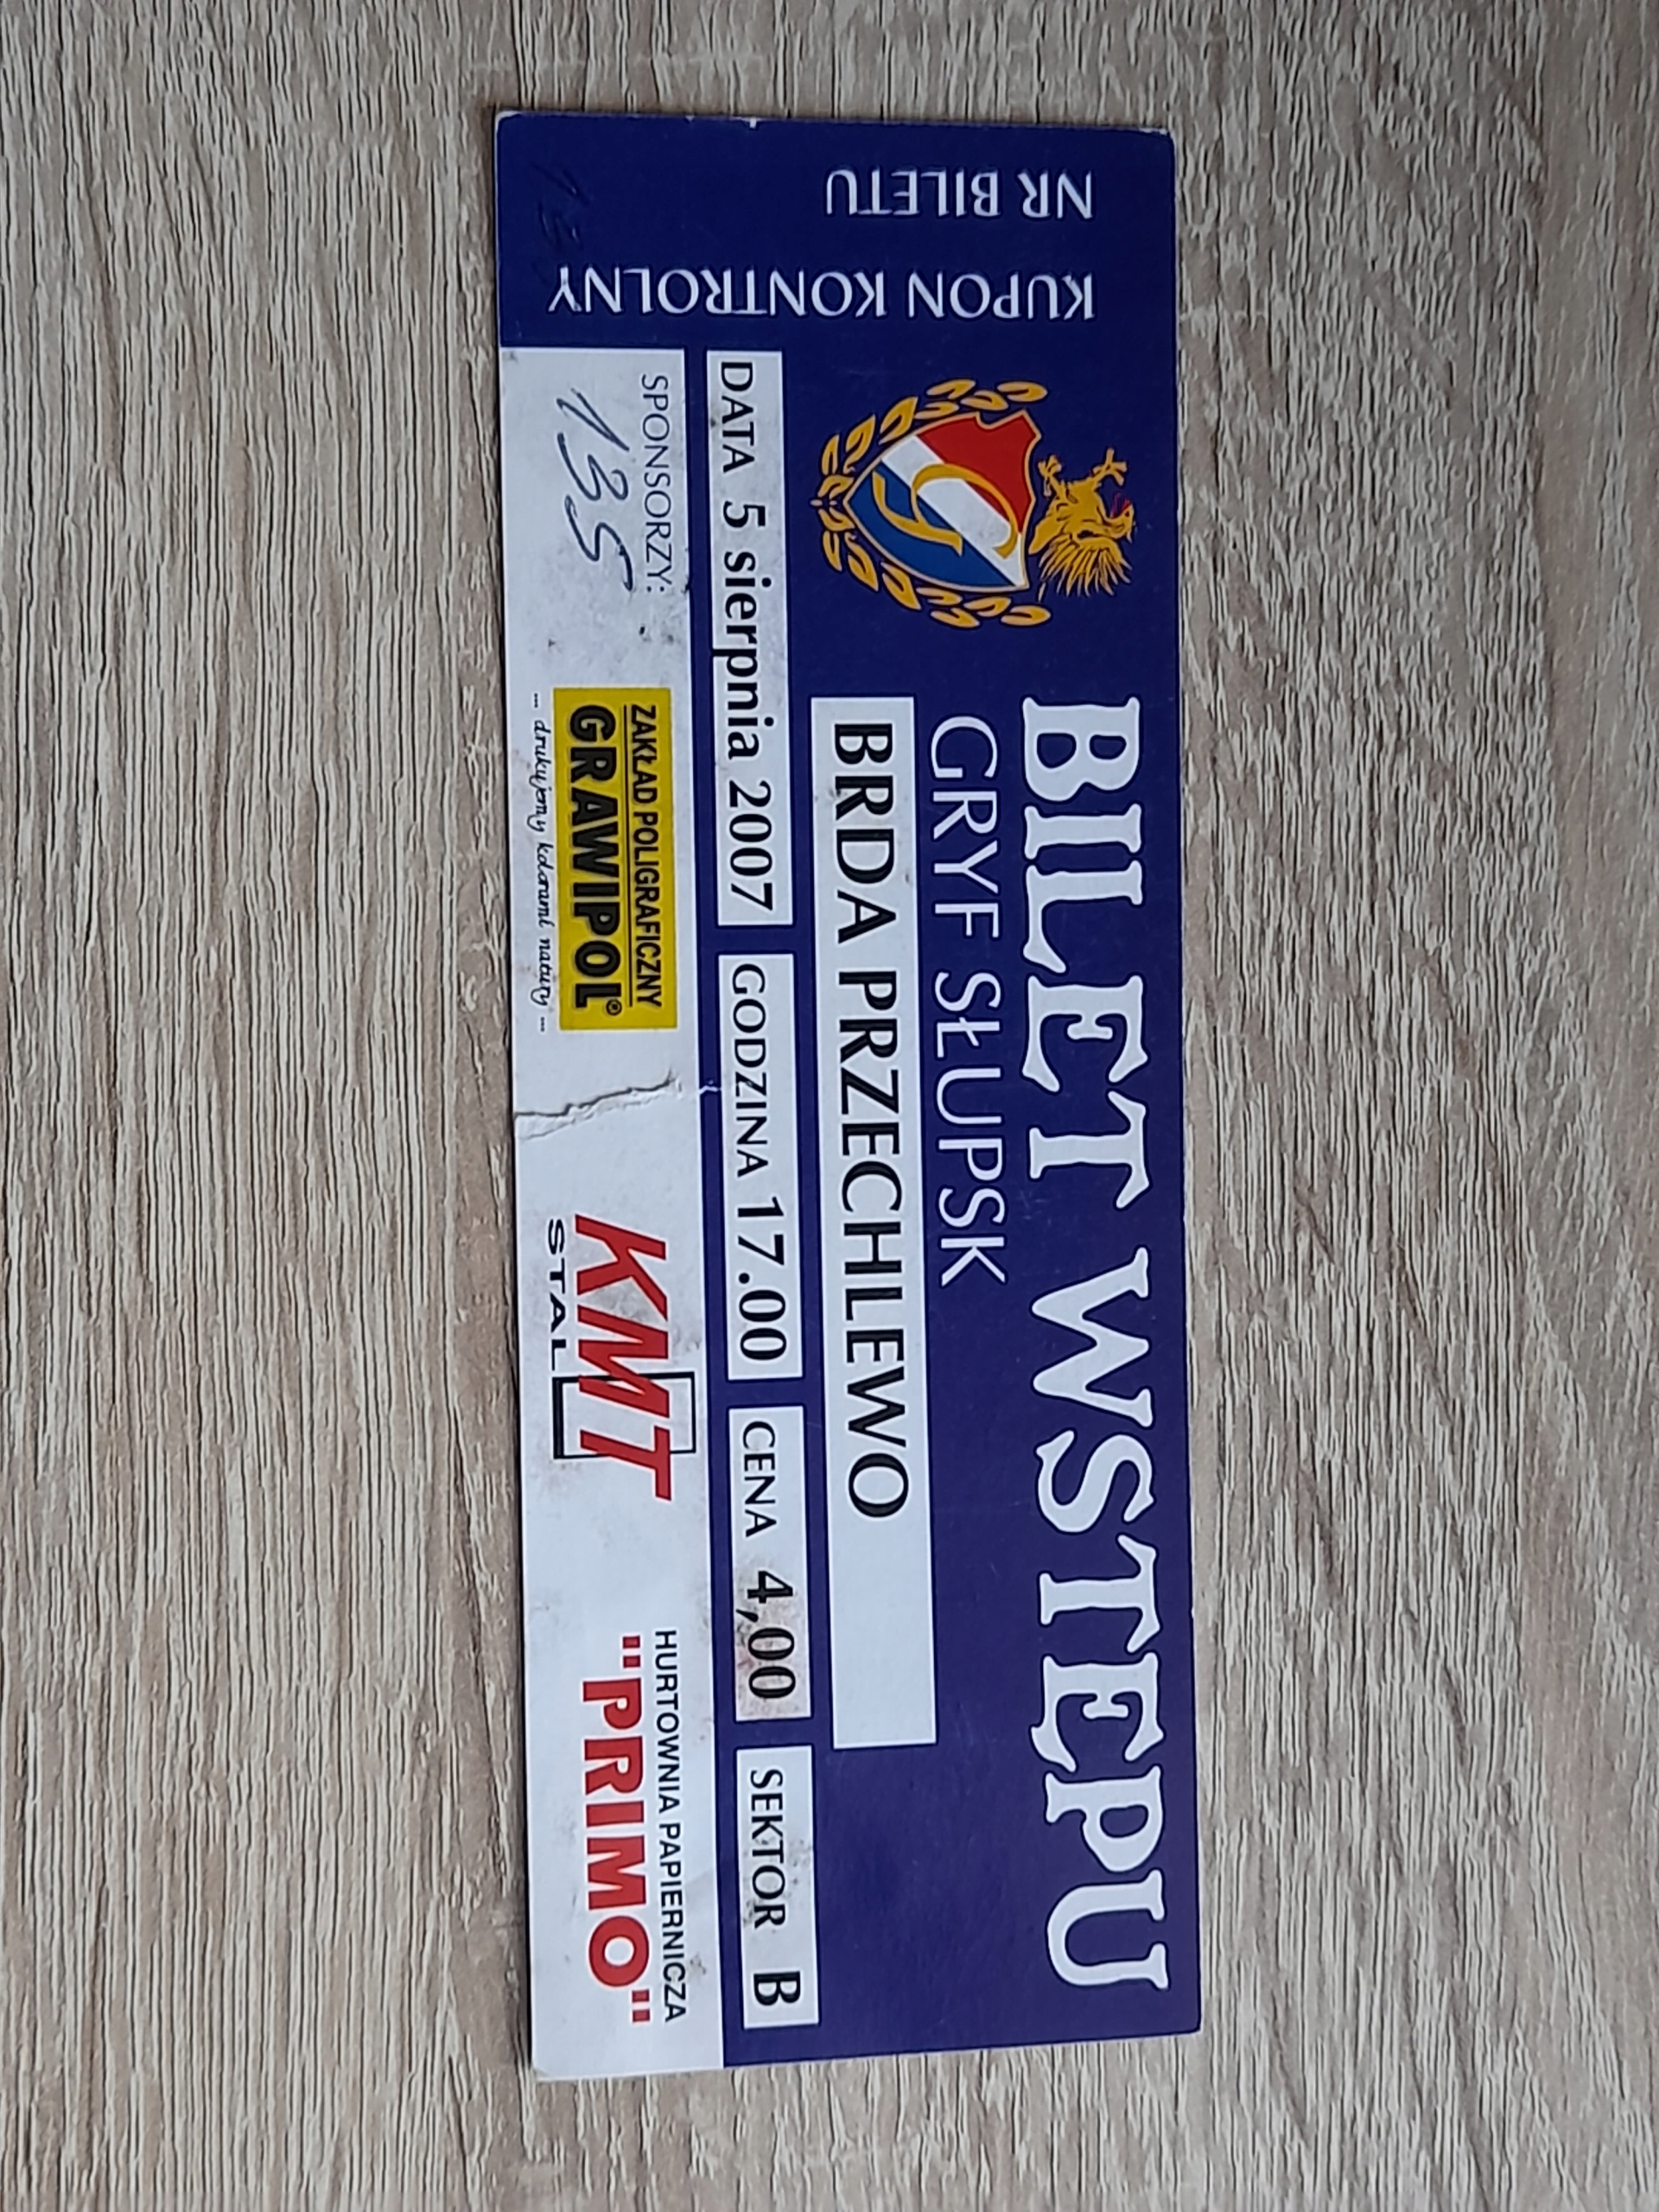 NR BILETU
KUPON KONTROLNY
BILET WSTĘPU
GRYF SŁUPSK
BRDA PRZECHLEWO
DATA 5 sierpnia 2007
GODZINA 17.00
CENA 4,00
SEKTOR B
SPONSORZY:
135
ZAKŁAD POLIGRAFICZNY
GRAWIPOL®
... drukujemy kolorami natury ...
KMT
STAL
HURTOWNIA PAPIERNICZA
"PRIMO"